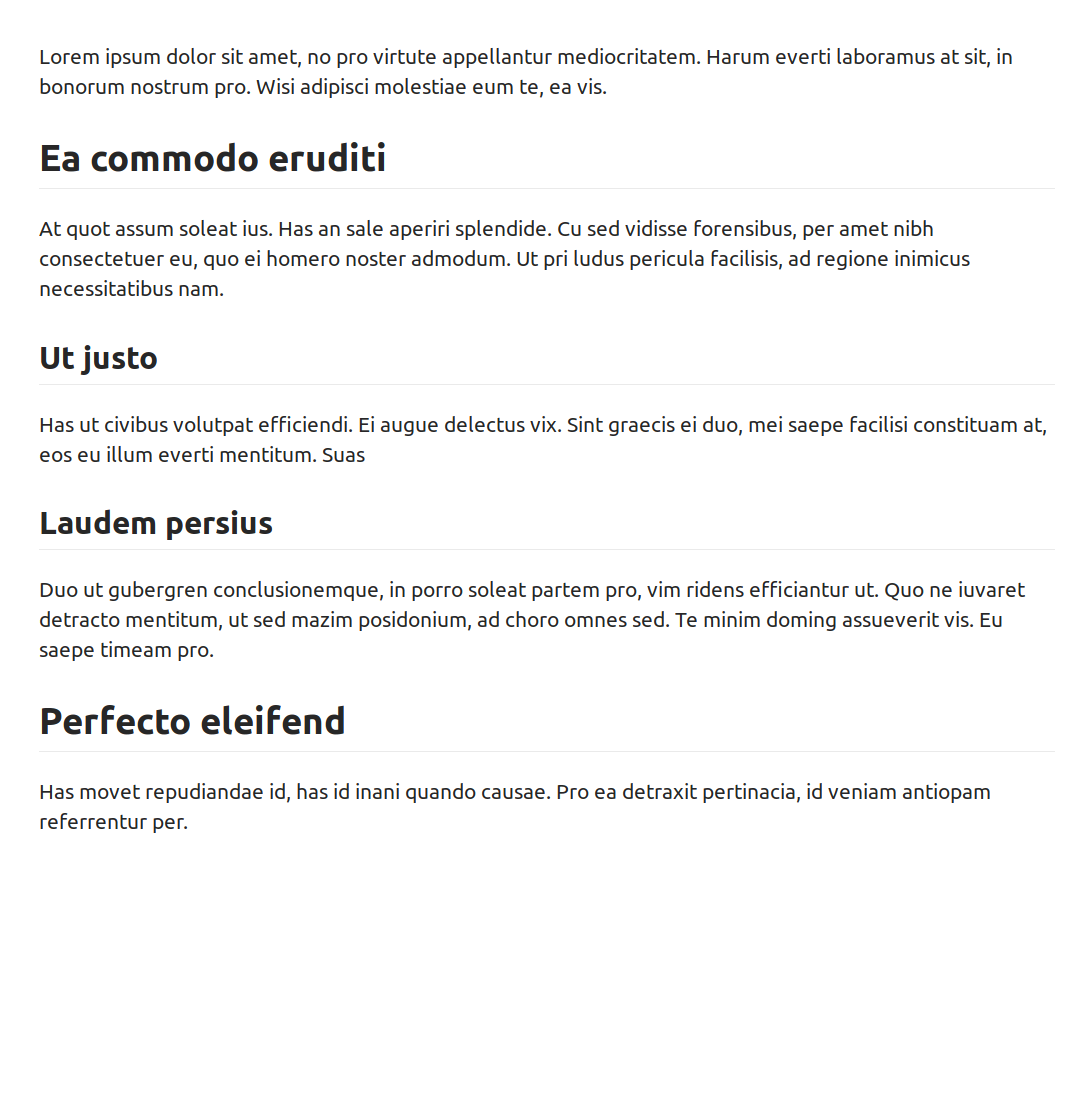 Lorem ipsum dolor sit amet, no pro virtute appellantur mediocritatem. Harum everti laboramus at sit, in
bonorum nostrum pro. Wisi adipisci molestiae eum te, ea vis.
Ea commodo eruditi
At quot assum soleat ius. Has an sale aperiri splendide. Cu sed vidisse forensibus, per amet nibh
consectetuer eu, quo ei homero noster admodum. Ut pri ludus pericula facilisis, ad regione inimicus
necessitatibus nam.
Ut justo
Has ut civibus volutpat efficiendi. Ei augue delectus vix. Sint graecis ei duo, mei saepe facilisi constituam at,
eos eu illum everti mentitum. Suas
Laudem persius
Duo ut gubergren conclusionemque, in porro soleat partem pro, vim ridens efficiantur ut. Quo ne iuvaret
detracto mentitum, ut sed mazim posidonium, ad choro omnes sed. Te minim doming assueverit vis. Eu
saepe timeam pro.
Perfecto eleifend
Has movet repudiandae id, has id inani quando causae. Pro ea detraxit pertinacia, id veniam antiopam
referrentur per.